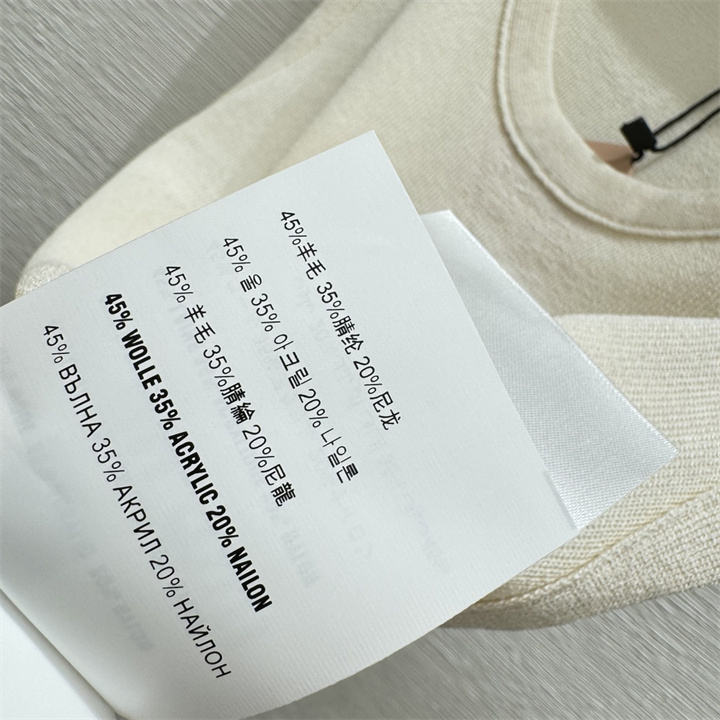 45%羊毛 35%腈纶 20%尼龙
45% 울 35% 아크릴 20% 나일론
45% 羊毛 35%腈綸 20%尼龍
45% WOLLE 35% ACRYLIC 20% NAILON
45% ВЪЛНА 35% АКРИЛ 20% НАЙЛОН